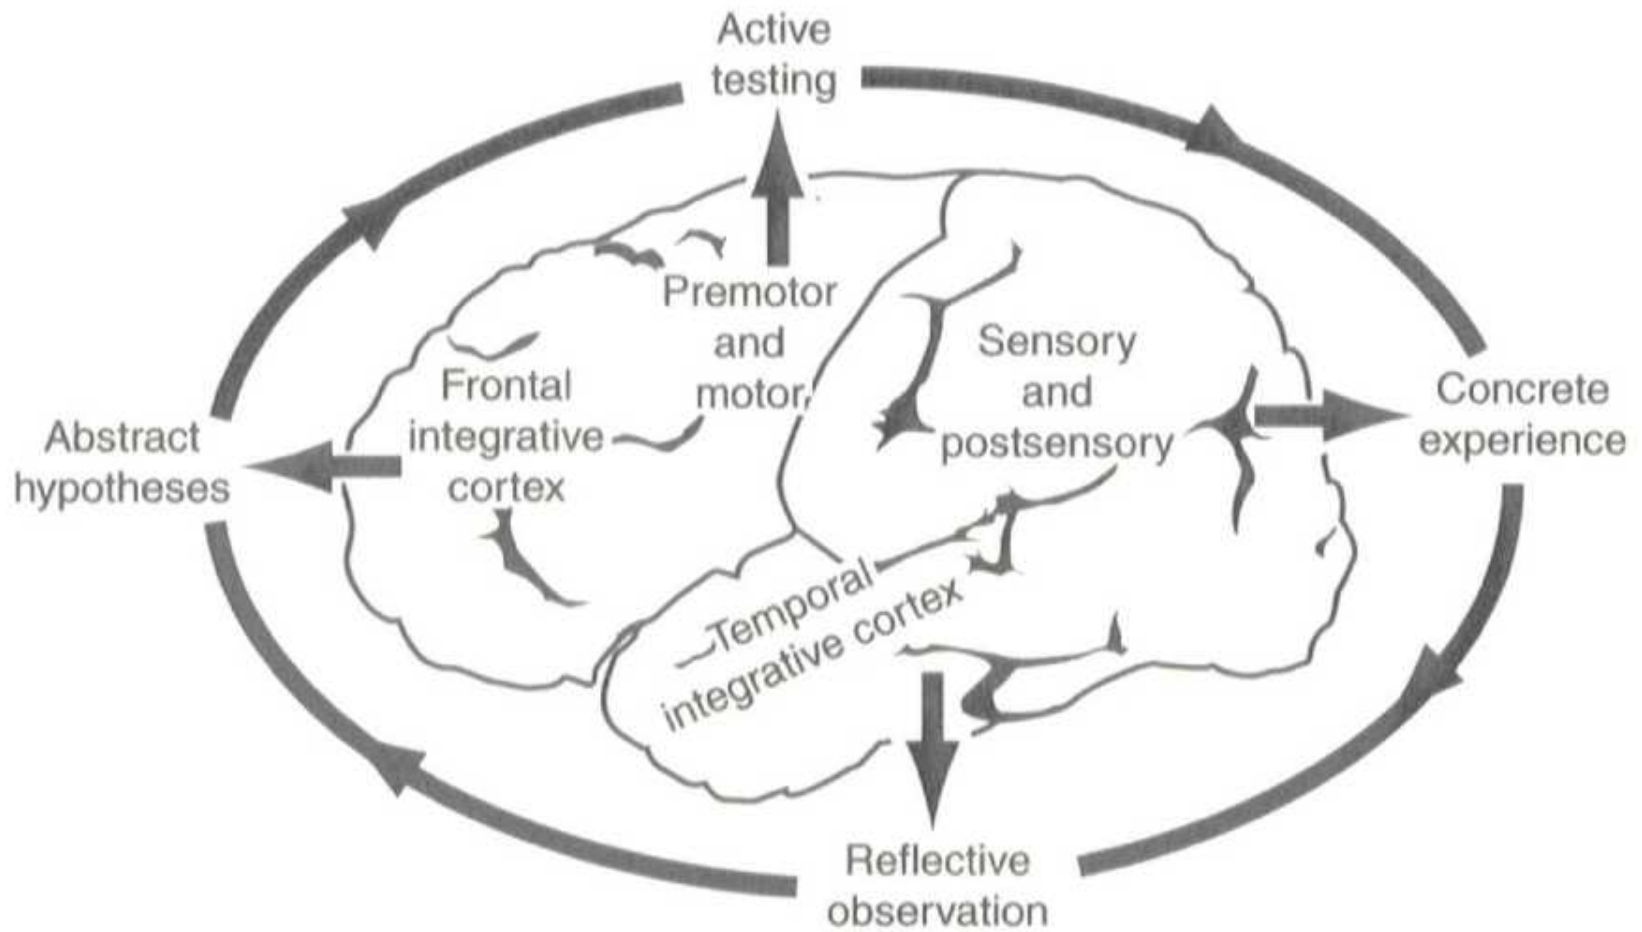 Active
testing
Premotor
and
motor
Sensory
and
postsensory
Frontal
integrative
cortex
Concrete
experience
Abstract
hypotheses
Temporal
integrative cortex
Reflective
observation